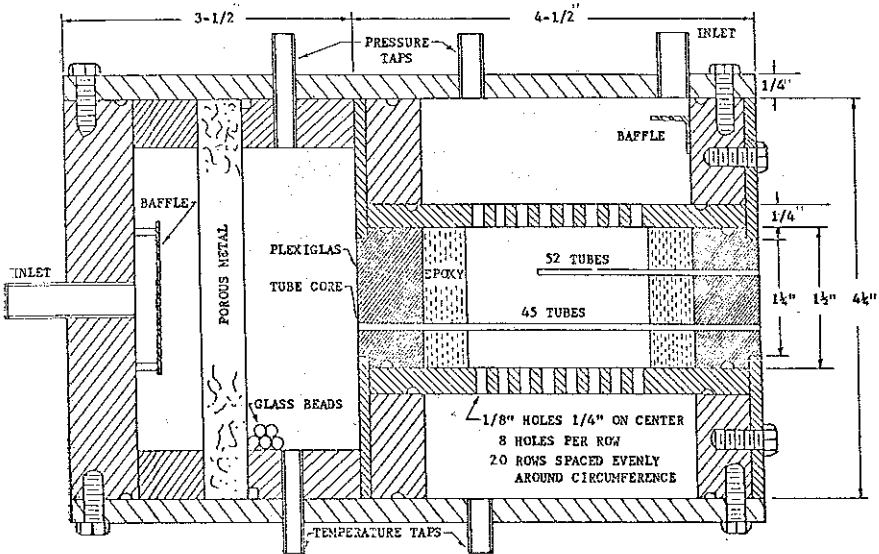 3-1/2"
4-1/2"
PRESSURE
TAPS
INLET
1/4"
BAFFLE
BAFFLE
1/4"
PLEXIGLAS
EPOXY
52 TUBES
INLET
POROUS METAL
TUBE CORE
45 TUBES
1¼"
1½"
4¼"
GLASS BEADS
1/8" HOLES 1/4" ON CENTER
8 HOLES PER ROW
20 ROWS SPACED EVENLY
AROUND CIRCUMFERENCE
TEMPERATURE TAPS